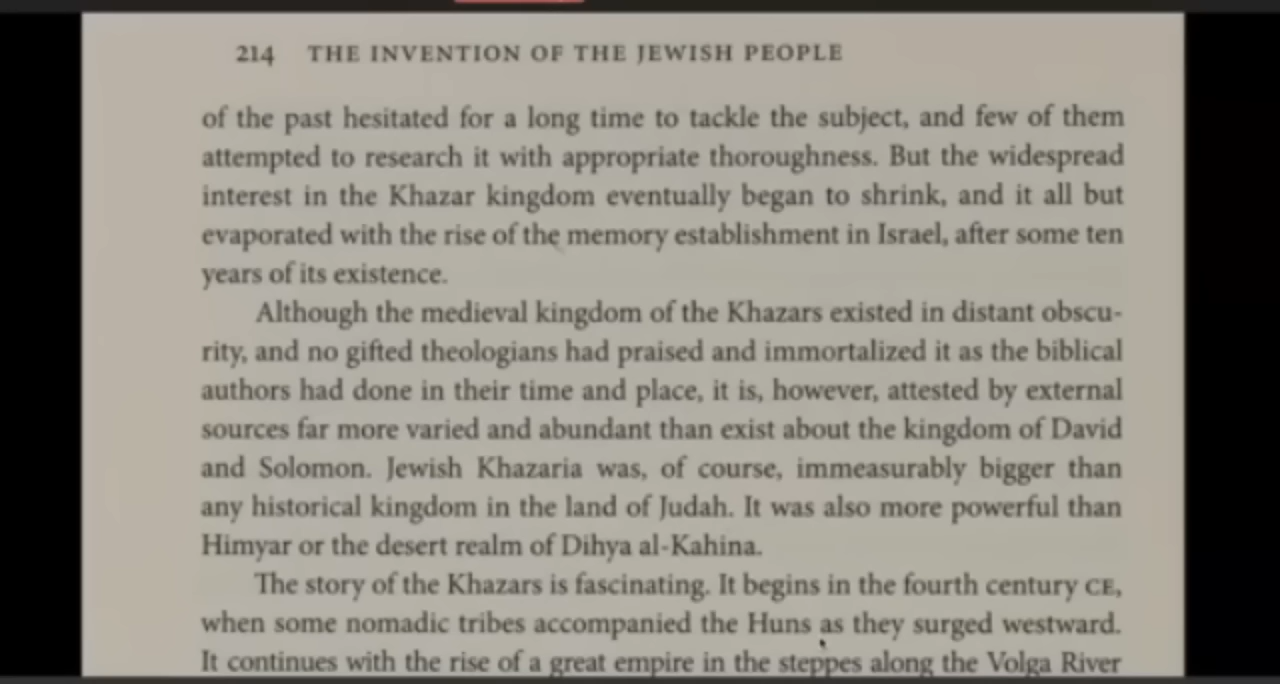 214 THE INVENTION OF THE JEWISH PEOPLE
of the past hesitated for a long time to tackle the subject, and few of them
attempted to research it with appropriate thoroughness. But the widespread
interest in the Khazar kingdom eventually began to shrink, and it all but
evaporated with the rise of the memory establishment in Israel, after some ten
years of its existence.
Although the medieval kingdom of the Khazars existed in distant obscu-
rity, and no gifted theologians had praised and immortalized it as the biblical
authors had done in their time and place, it is, however, attested by external
sources far more varied and abundant than exist about the kingdom of David
and Solomon. Jewish Khazaria was, of course, immeasurably bigger than
any historical kingdom in the land of Judah. It was also more powerful than
Himyar or the desert realm of Dihya al-Kahina.
The story of the Khazars is fascinating. It begins in the fourth century CE,
when some nomadic tribes accompanied the Huns as they surged westward.
It continues with the rise of a great empire in the steppes along the Volga River